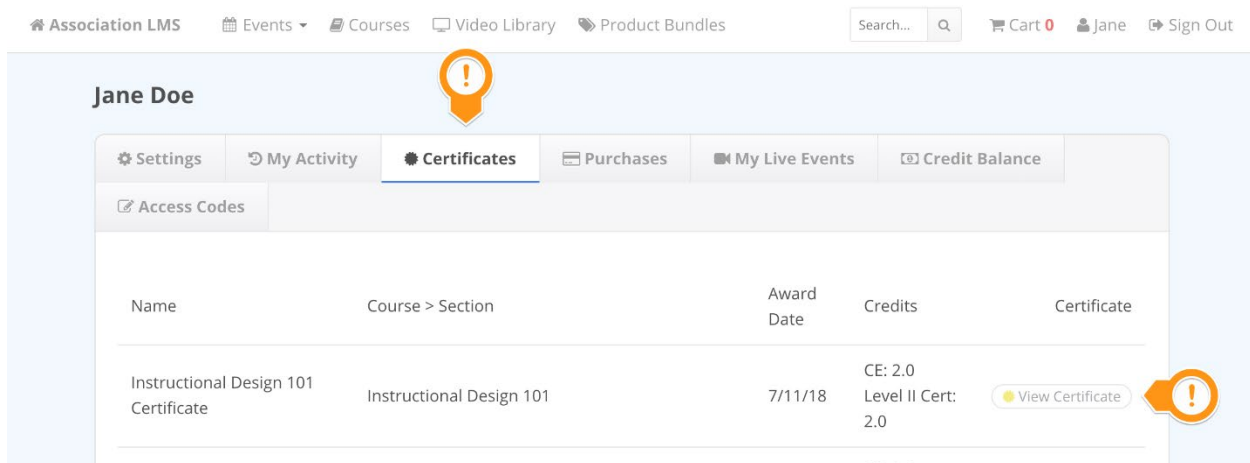 Association LMS Events Courses Video Library Product Bundles Search... Cart 0 Jane Sign Out
!
Jane Doe
Settings My Activity Certificates Purchases My Live Events Credit Balance
Access Codes
Name Course > Section Award Date Credits Certificate
Instructional Design 101 Certificate Instructional Design 101 7/11/18 CE: 2.0 Level II Cert: 2.0 View Certificate !